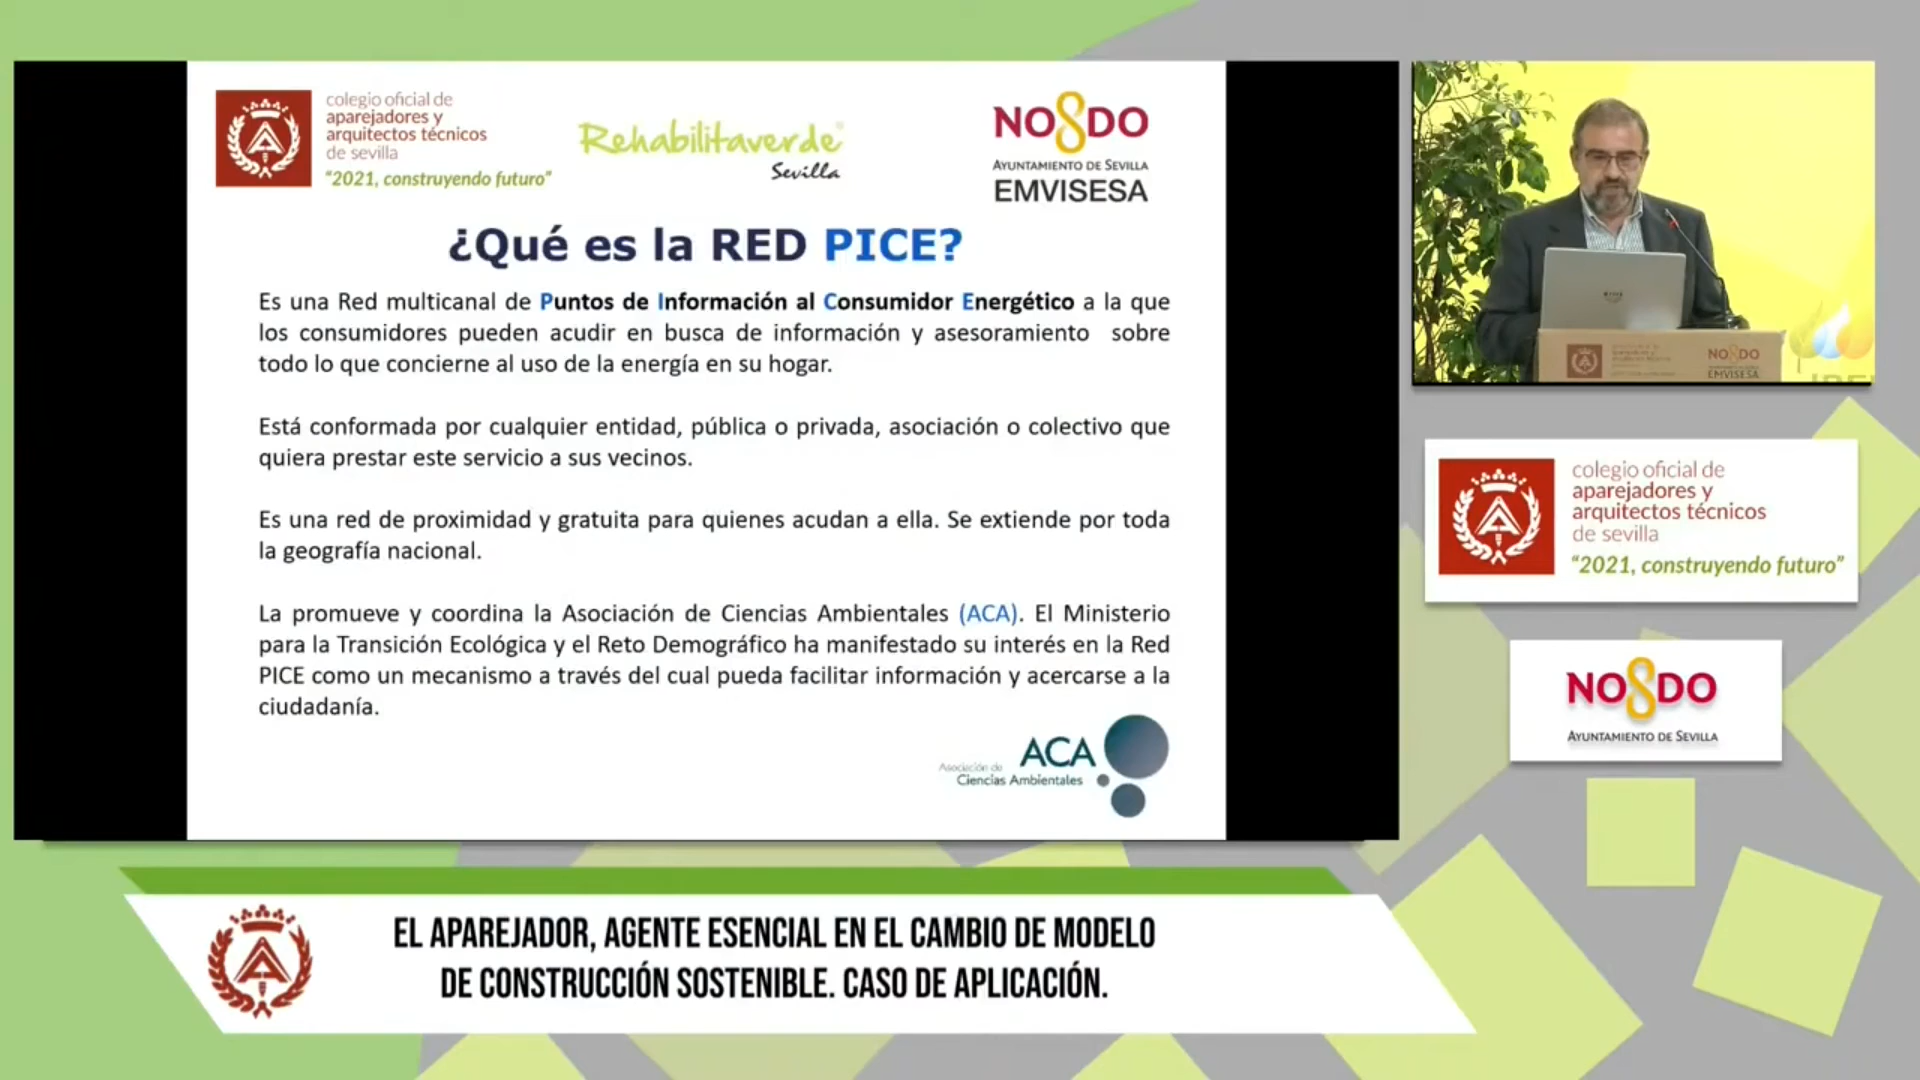 colegio oficial de
aparejadores y
arquitectos técnicos
de sevilla
“2021, construyendo futuro”
Rehabilitaverde®
Sevilla
NO8DO
AYUNTAMIENTO DE SEVILLA
EMVISESA
¿Qué es la RED PICE?
Es una Red multicanal de Puntos de Información al Consumidor Energético a la que
los consumidores pueden acudir en busca de información y asesoramiento sobre
todo lo que concierne al uso de la energía en su hogar.
Está conformada por cualquier entidad, pública o privada, asociación o colectivo que
quiera prestar este servicio a sus vecinos.
Es una red de proximidad y gratuita para quienes acudan a ella. Se extiende por toda
la geografía nacional.
La promueve y coordina la Asociación de Ciencias Ambientales (ACA). El Ministerio
para la Transición Ecológica y el Reto Demográfico ha manifestado su interés en la Red
PICE como un mecanismo a través del cual pueda facilitar información y acercarse a la
ciudadanía.
ACA
Asociación de
Ciencias Ambientales
NO8DO
EMVISESA
colegio oficial de
aparejadores y
arquitectos técnicos
de sevilla
“2021, construyendo futuro”
NO8DO
AYUNTAMIENTO DE SEVILLA
EL APAREJADOR, AGENTE ESENCIAL EN EL CAMBIO DE MODELO
DE CONSTRUCCIÓN SOSTENIBLE. CASO DE APLICACIÓN.